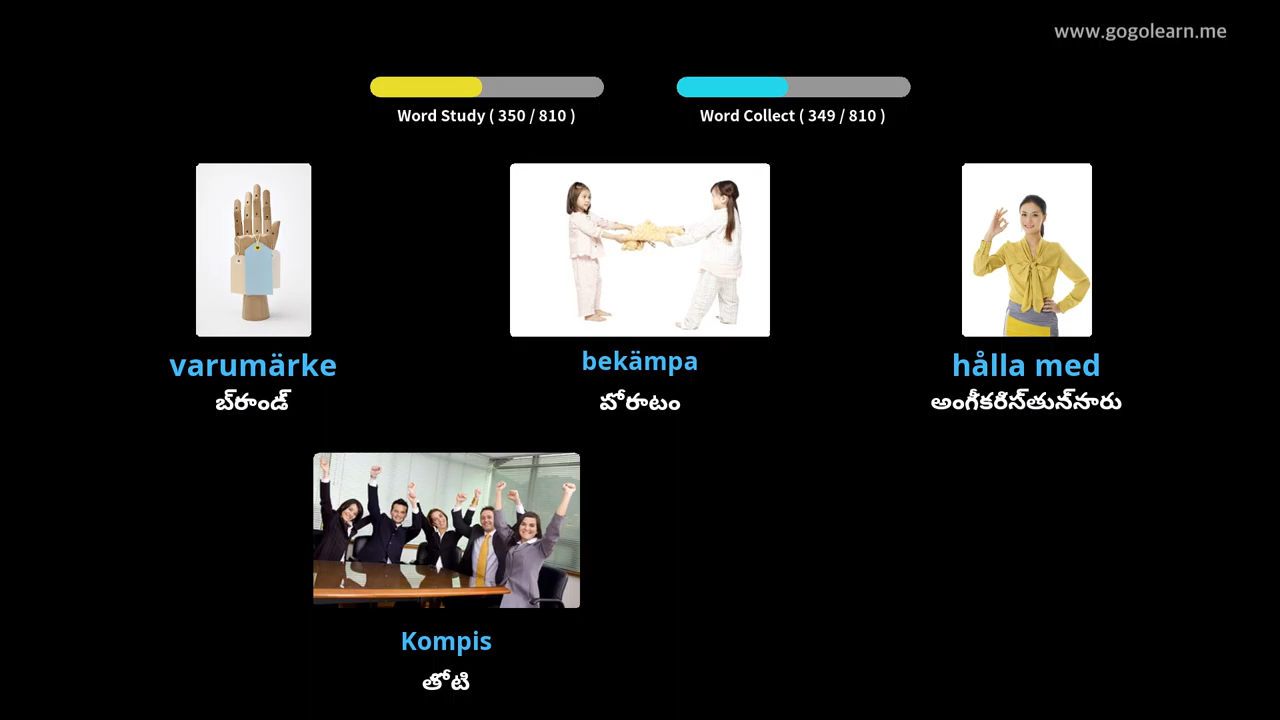 www.gogolearn.me
Word Study ( 350 / 810 )
Word Collect ( 349 / 810 )
varumärke
బ్రాండ్
bekämpa
పోరాటం
hålla med
అంగీకరిస్తున్నారు
Kompis
తోటి